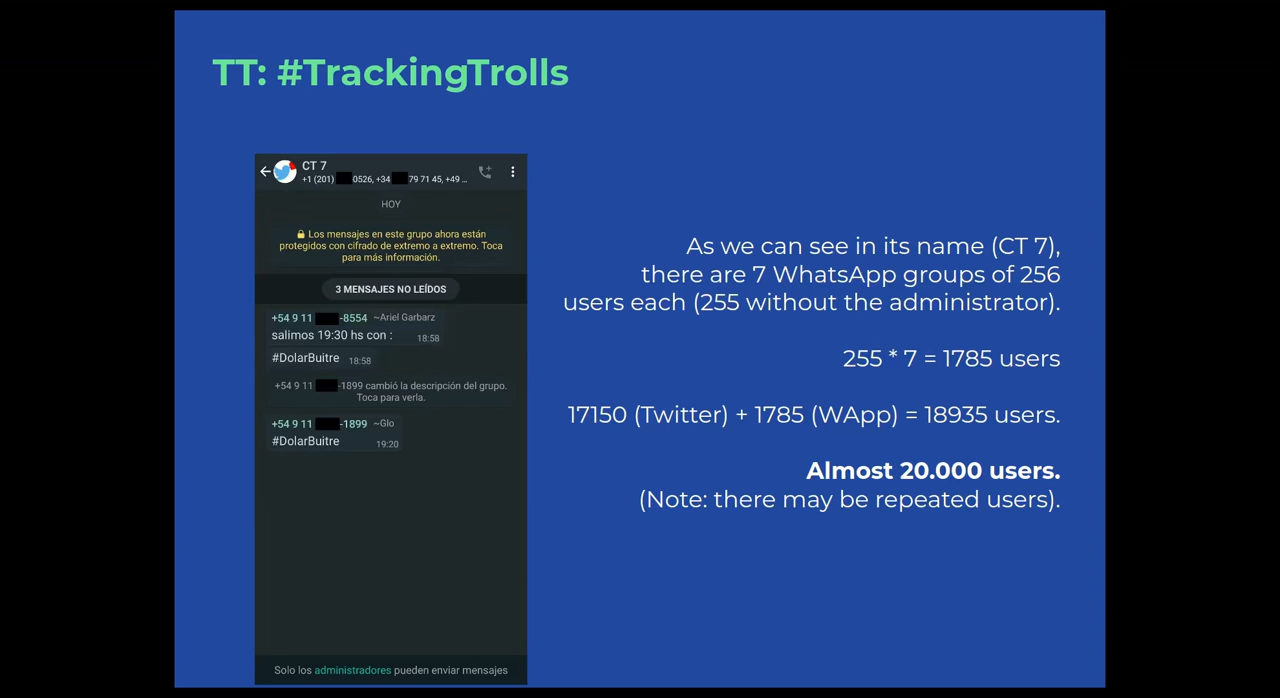 TT: #TrackingTrolls
CT 7
+1 (201) 0526, +34 79 71 45, +49 ...
HOY
Los mensajes en este grupo ahora están
protegidos con cifrado de extremo a extremo. Toca
para más información.
3 MENSAJES NO LEÍDOS
+54 9 11 -8554 ~Ariel Garbarz
salimos 19:30 hs con : 18:58
#DolarBuitre 18:58
+54 9 11 -1899 cambió la descripción del grupo.
Toca para verla.
+54 9 11 -1899 ~Glo
#DolarBuitre 19:20
Solo los administradores pueden enviar mensajes
As we can see in its name (CT 7),
there are 7 WhatsApp groups of 256
users each (255 without the administrator).
255 * 7 = 1785 users
17150 (Twitter) + 1785 (WApp) = 18935 users.
Almost 20.000 users.
(Note: there may be repeated users).